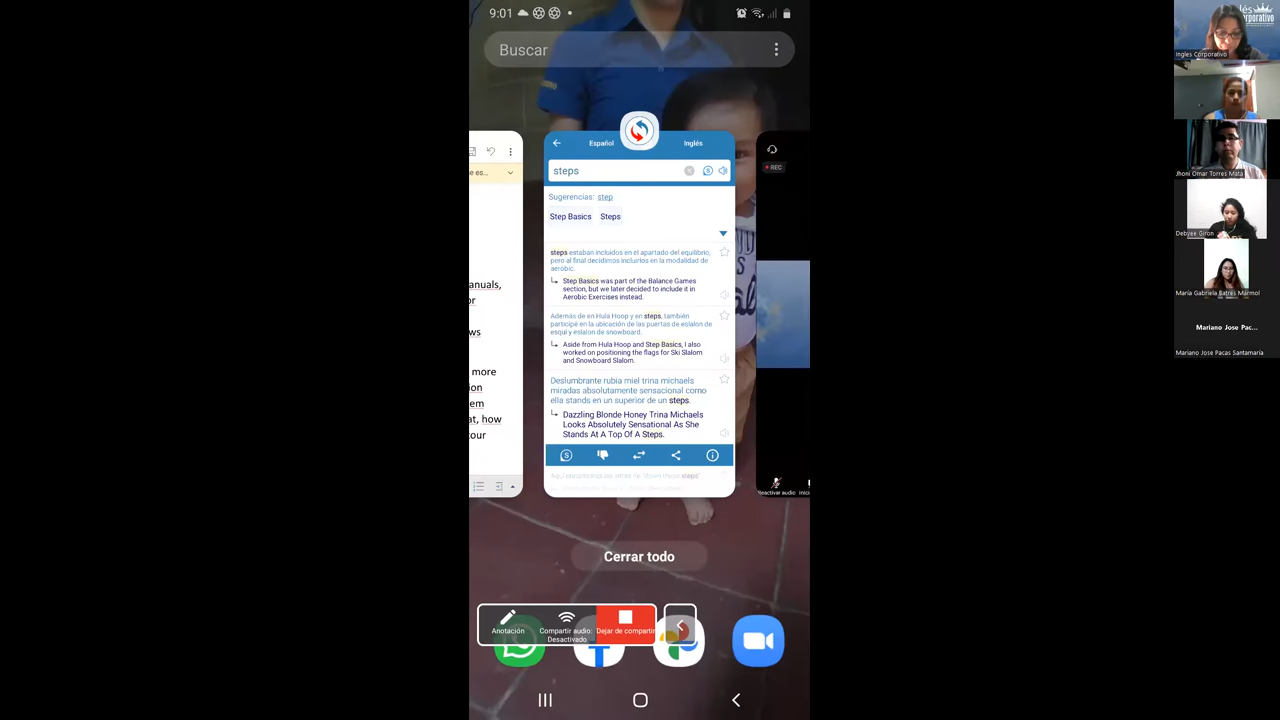 9:01
Buscar
Español
Inglés
steps
Sugerencias: step
Step Basics
Steps
steps estaban incluidos en el apartado del equilibrio,
pero al final decidimos incluirlos en la modalidad de
aeróbic.
Step Basics was part of the Balance Games
section, but we later decided to include it in
Aerobic Exercises instead.
Además de en Hula Hoop y en steps, también
participé en la ubicación de las puertas de eslalon de
esquí y eslalon de snowboard.
Aside from Hula Hoop and Step Basics, I also
worked on positioning the flags for Ski Slalom
and Snowboard Slalom.
Deslumbrante rubia miel trina michaels
miradas absolutamente sensacional como
ella stands en un superior de un steps.
Dazzling Blonde Honey Trina Michaels
Looks Absolutely Sensational As She
Stands At A Top Of A Steps.
e es...
anuals,
or
ws
more
ion
em
at, how
tour
REC
Cerrar todo
Anotación
Compartir audio:
Desactivado
Dejar de compartir
Ingles Corporativo
Jhoni Omar Torres Mata
Debyee Giron
María Gabriela Batres Mármol
Mariano Jose Pac...
Mariano Jose Pacas Santamaría